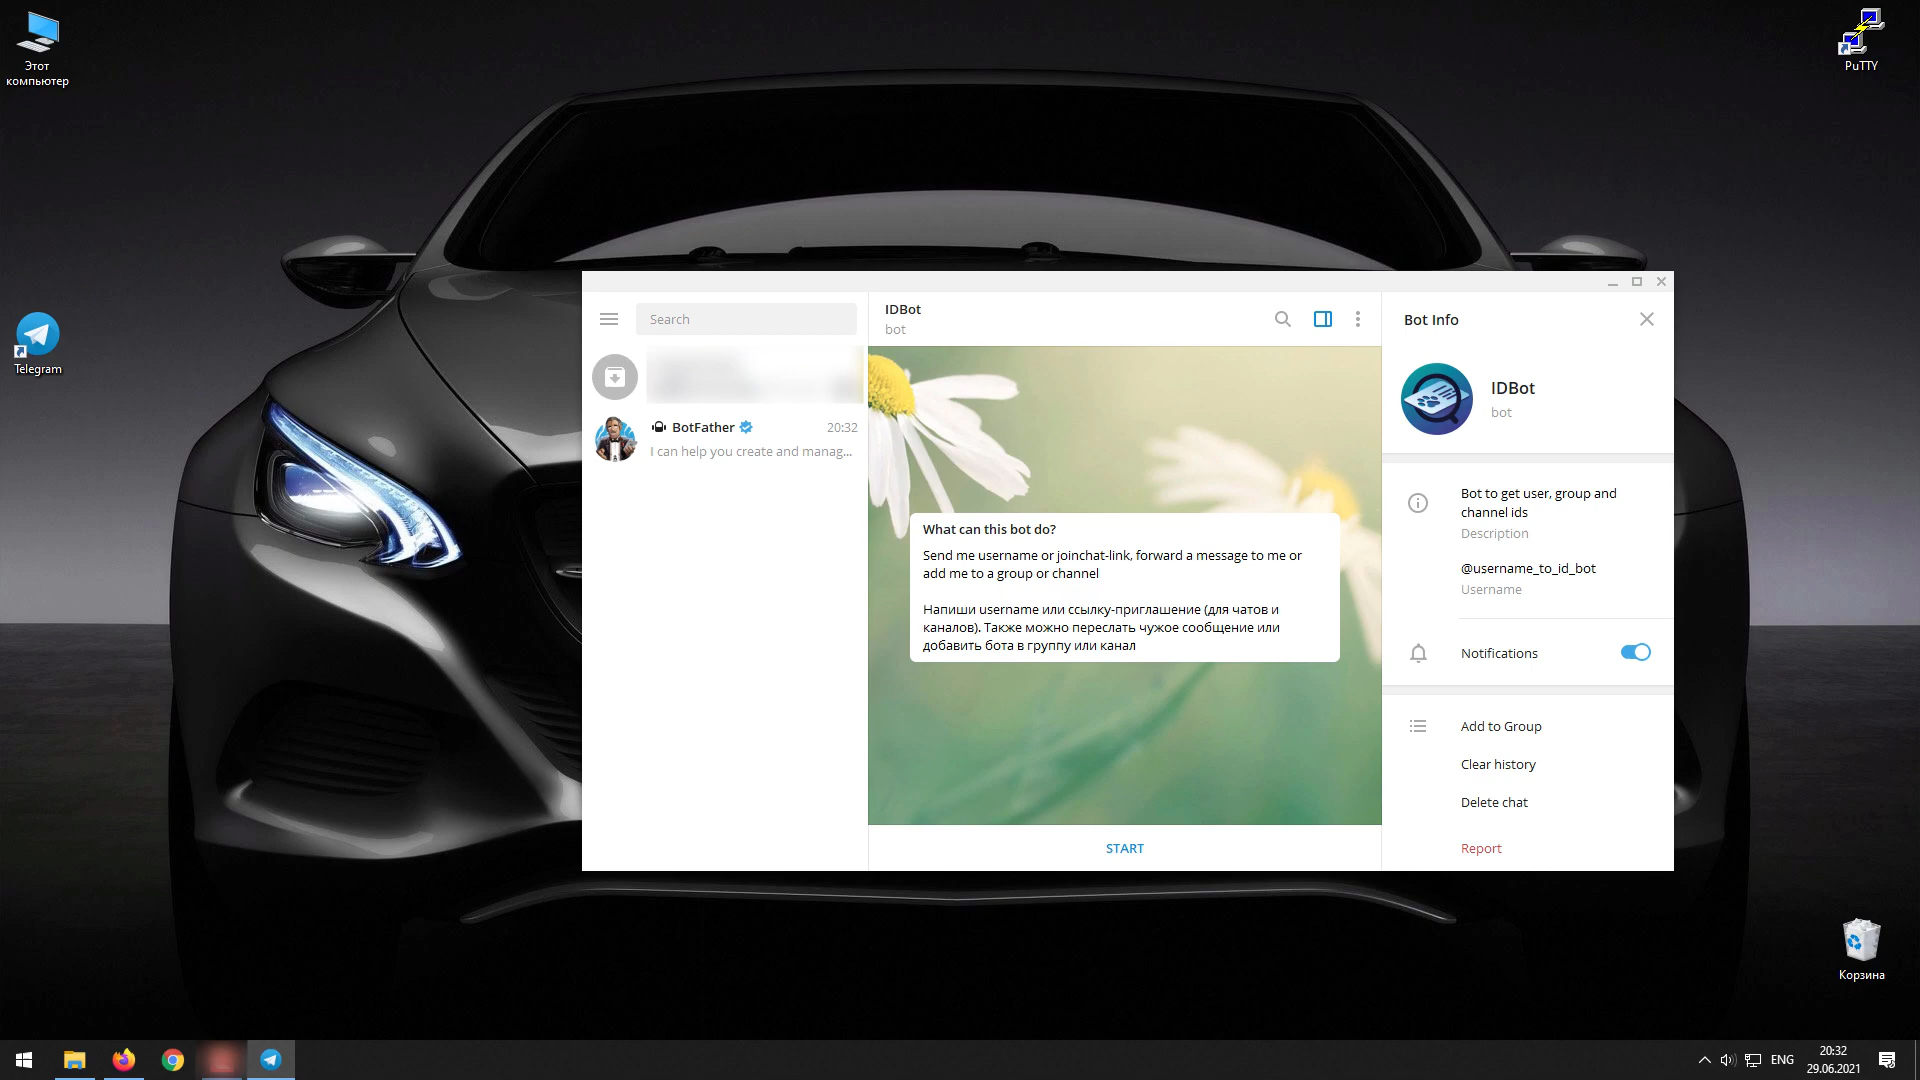 Этот
компьютер
PuTTY
Telegram
Search
BotFather 20:32
I can help you create and manag...
IDBot
bot
What can this bot do?
Send me username or joinchat-link, forward a message to me or
add me to a group or channel
Напиши username или ссылку-приглашение (для чатов и
каналов). Также можно переслать чужое сообщение или
добавить бота в группу или канал
START
Bot Info
IDBot
bot
Bot to get user, group and
channel ids
Description
@username_to_id_bot
Username
Notifications
Add to Group
Clear history
Delete chat
Report
Корзина
ENG
20:32
29.06.2021